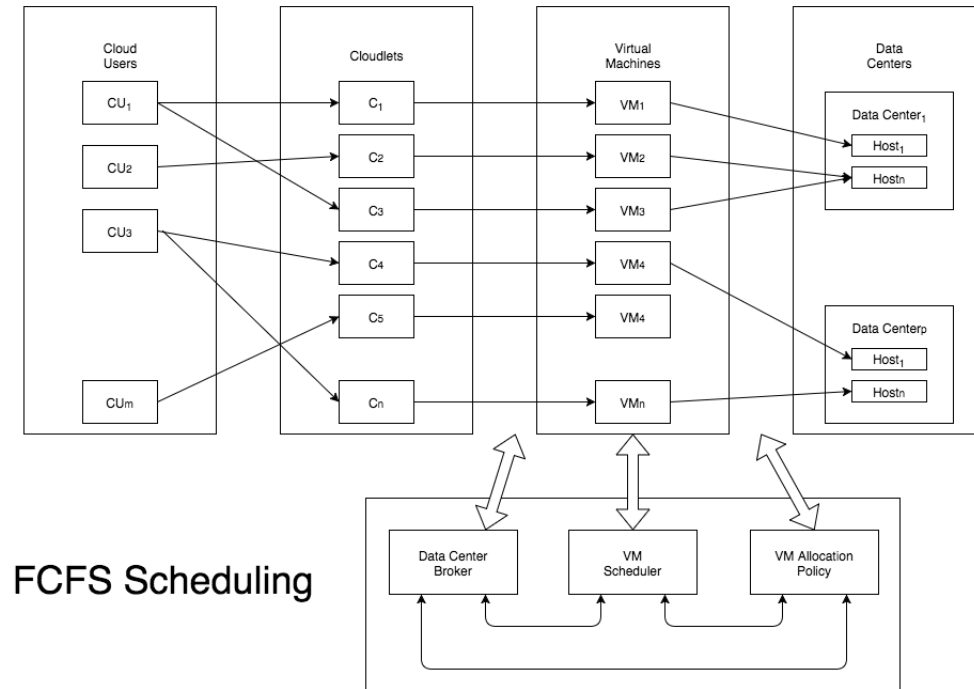 Cloud
Users
CU₁
CU₂
CU₃
CUm
Cloudlets
C₁
C₂
C₃
C₄
C₅
Cn
Virtual
Machines
VM₁
VM₂
VM₃
VM₄
VM₄
VMn
Data
Centers
Data Center₁
Host₁
Hostn
Data Centerp
Host₁
Hostn
Data Center
Broker
VM
Scheduler
VM Allocation
Policy
FCFS Scheduling